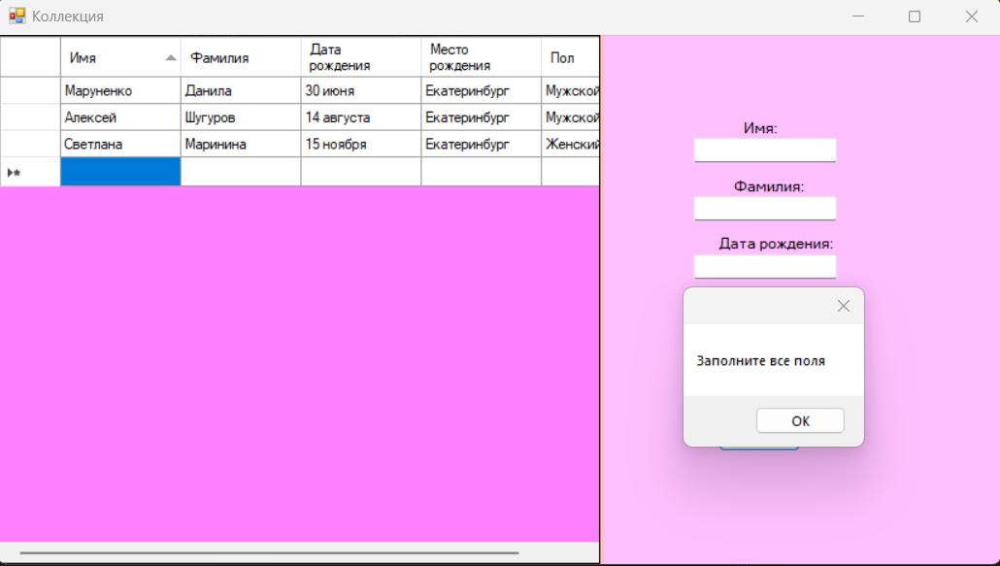 Коллекция
Имя Фамилия Дата рождения Место рождения Пол
Маруненко Данила 30 июня Екатеринбург Мужской
Алексей Шугуров 14 августа Екатеринбург Мужской
Светлана Маринина 15 ноября Екатеринбург Женский
Имя:
Фамилия:
Дата рождения:
Заполните все поля
OK